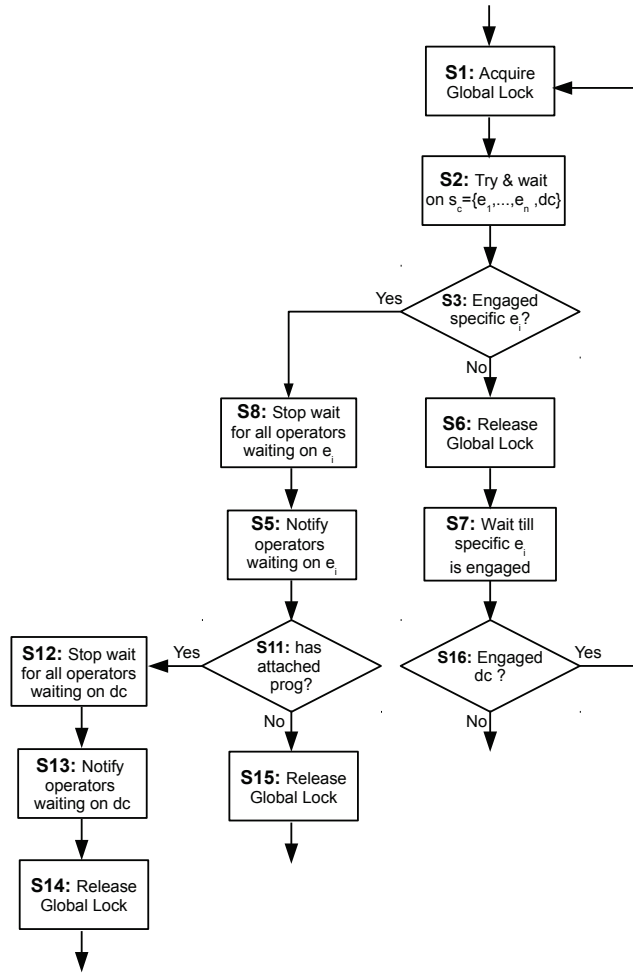 S1: Acquire
Global Lock
S2: Try & wait
on s_c={e_1,...,e_n ,dc}
Yes
S3: Engaged
specific e_i?
No
S8: Stop wait
for all operators
waiting on e_i
S6: Release
Global Lock
S5: Notify
operators
waiting on e_i
S7: Wait till
specific e_i
is engaged
S12: Stop wait
for all operators
waiting on dc
Yes
S11: has
attached
prog?
No
S16: Engaged
dc ?
Yes
No
S13: Notify
operators
waiting on dc
S15: Release
Global Lock
S14: Release
Global Lock